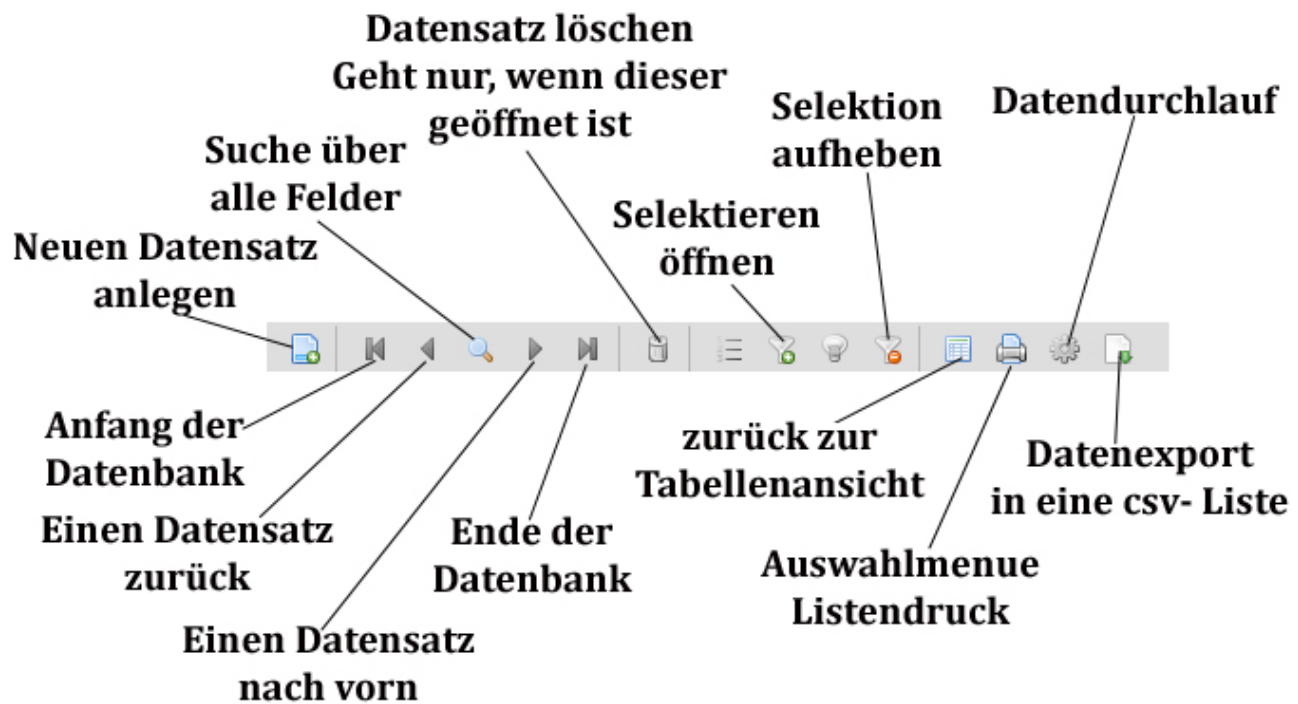 Datensatz löschen
Geht nur, wenn dieser
geöffnet ist
Suche über
alle Felder
Neuen Datensatz
anlegen
Selektieren
öffnen
Selektion
aufheben
Datendurchlauf
Anfang der
Datenbank
Einen Datensatz
zurück
Einen Datensatz
nach vorn
Ende der
Datenbank
zurück zur
Tabellenansicht
Auswahlmenue
Listendruck
Datenexport
in eine csv- Liste